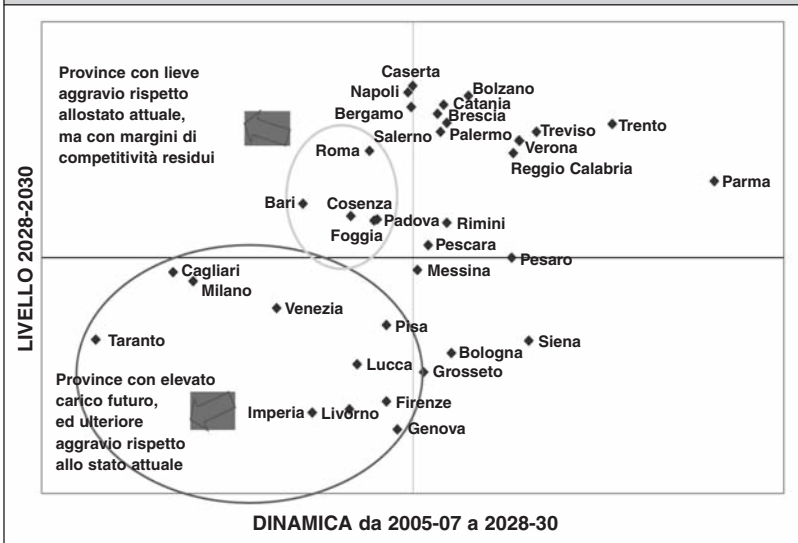 Province con lieve
aggravio rispetto
allostato attuale,
ma con margini di
competitività residui
Caserta
Napoli
Bolzano
Catania
Bergamo
Brescia
Salerno
Palermo
Treviso
Trento
Verona
Roma
Reggio Calabria
Parma
Bari
Cosenza
Padova
Rimini
Foggia
Pescara
Pesaro
Messina
Cagliari
Milano
Venezia
Pisa
Taranto
Siena
Bologna
Lucca
Grosseto
Province con elevato
carico futuro,
ed ulteriore
aggravio rispetto
allo stato attuale
Imperia
Livorno
Firenze
Genova
LIVELLO 2028-2030
DINAMICA da 2005-07 a 2028-30